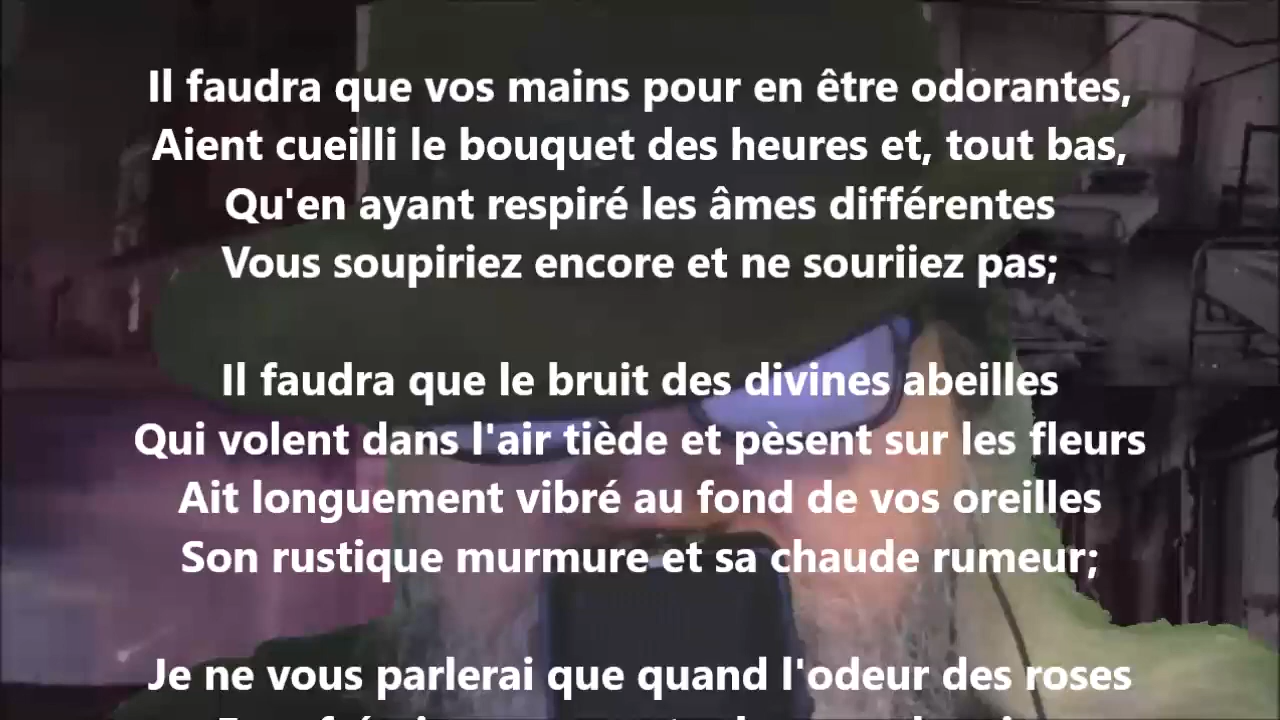 Il faudra que vos mains pour en être odorantes,
Aient cueilli le bouquet des heures et, tout bas,
Qu'en ayant respiré les âmes différentes
Vous soupiriez encore et ne souriiez pas;
Il faudra que le bruit des divines abeilles
Qui volent dans l'air tiède et pèsent sur les fleurs
Ait longuement vibré au fond de vos oreilles
Son rustique murmure et sa chaude rumeur;
Je ne vous parlerai que quand l'odeur des roses